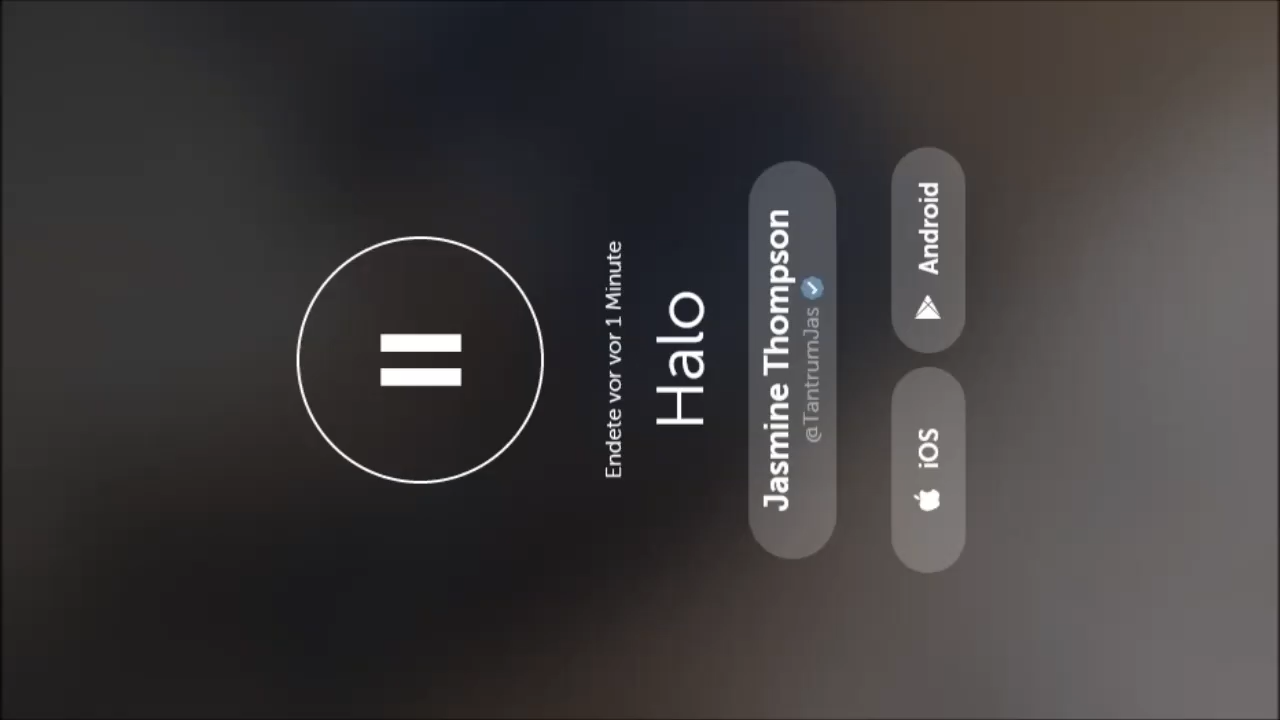 Endete vor vor 1 Minute
Halo
Jasmine Thompson
@TantrumJas
iOS
Android